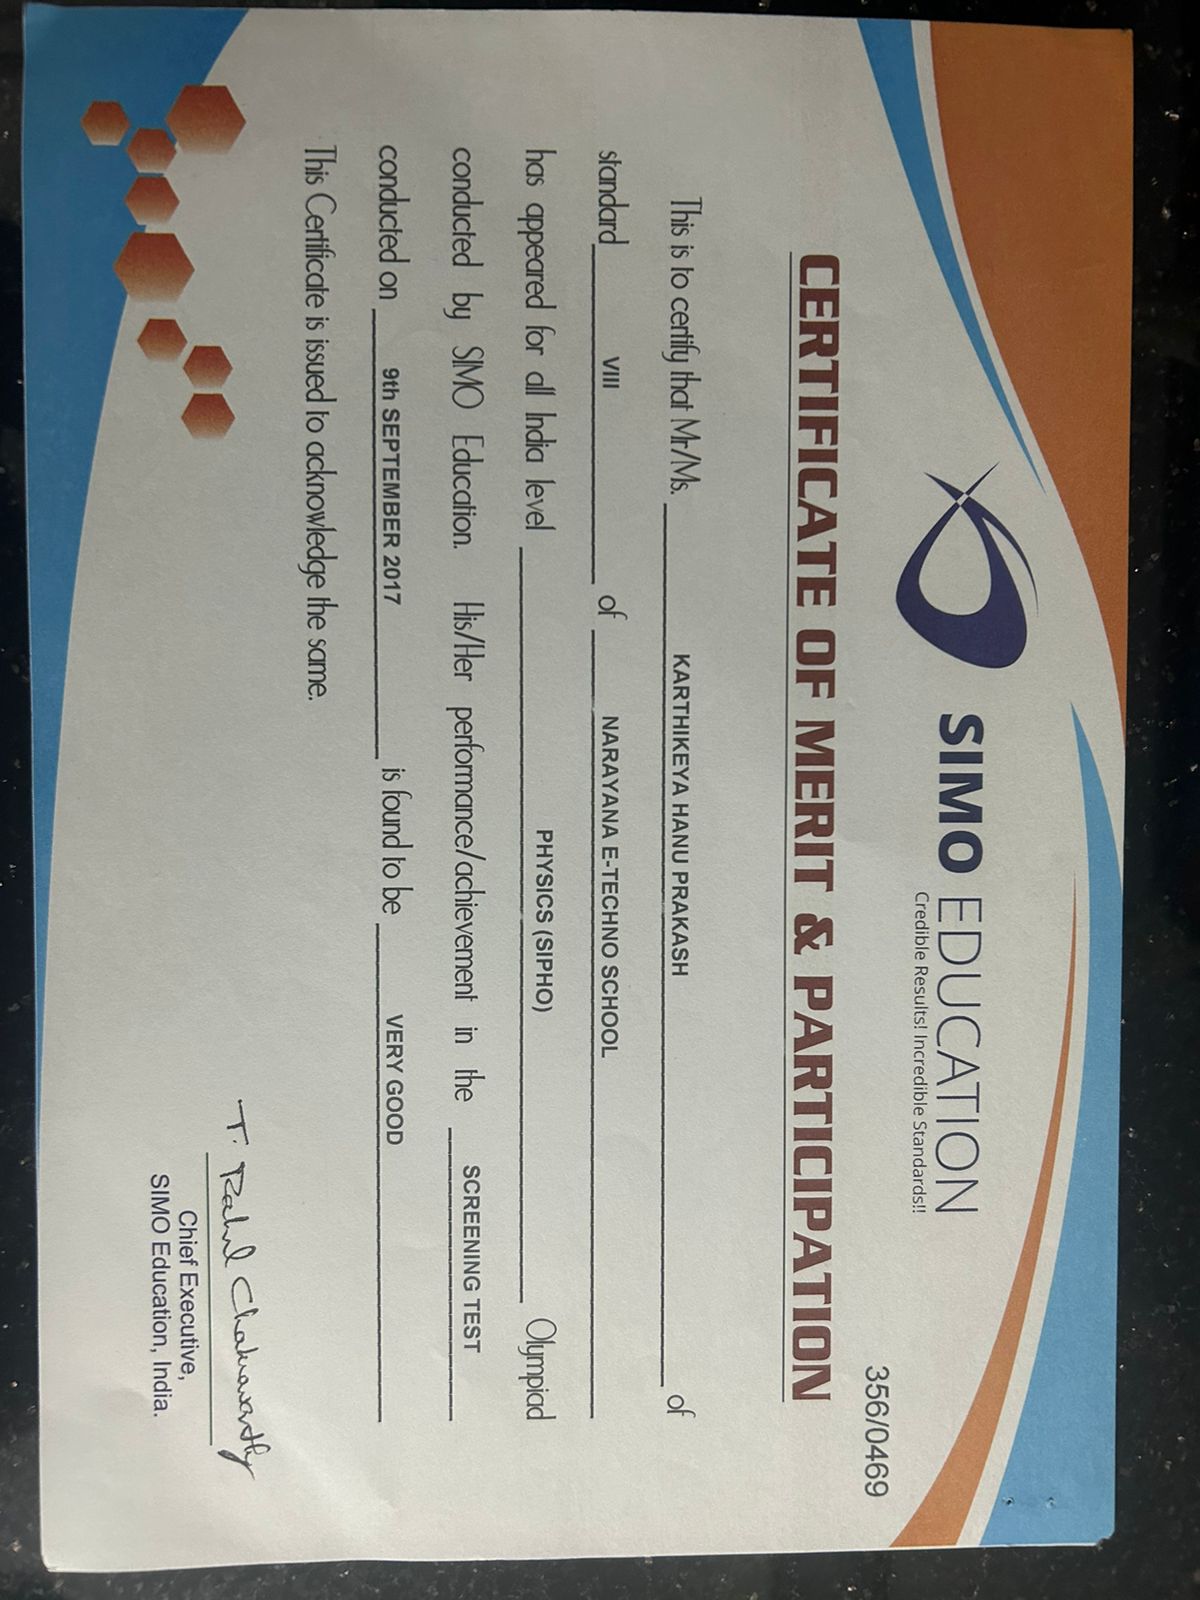 SIMO EDUCATION
Credible Results! Incredible Standards!!
356/0469
CERTIFICATE OF MERIT & PARTICIPATION
This is to certify that Mr/Ms. KARTHIKEYA HANU PRAKASH of
standard VIII of NARAYANA E-TECHNO SCHOOL
has appeared for all India level PHYSICS (SIPHO) Olympiad
conducted by SIMO Education. His/Her performance/achievement in the SCREENING TEST
conducted on 9th SEPTEMBER 2017 is found to be VERY GOOD
This Certificate is issued to acknowledge the same.
T. Rahul Chakravarthy
Chief Executive,
SIMO Education, India.